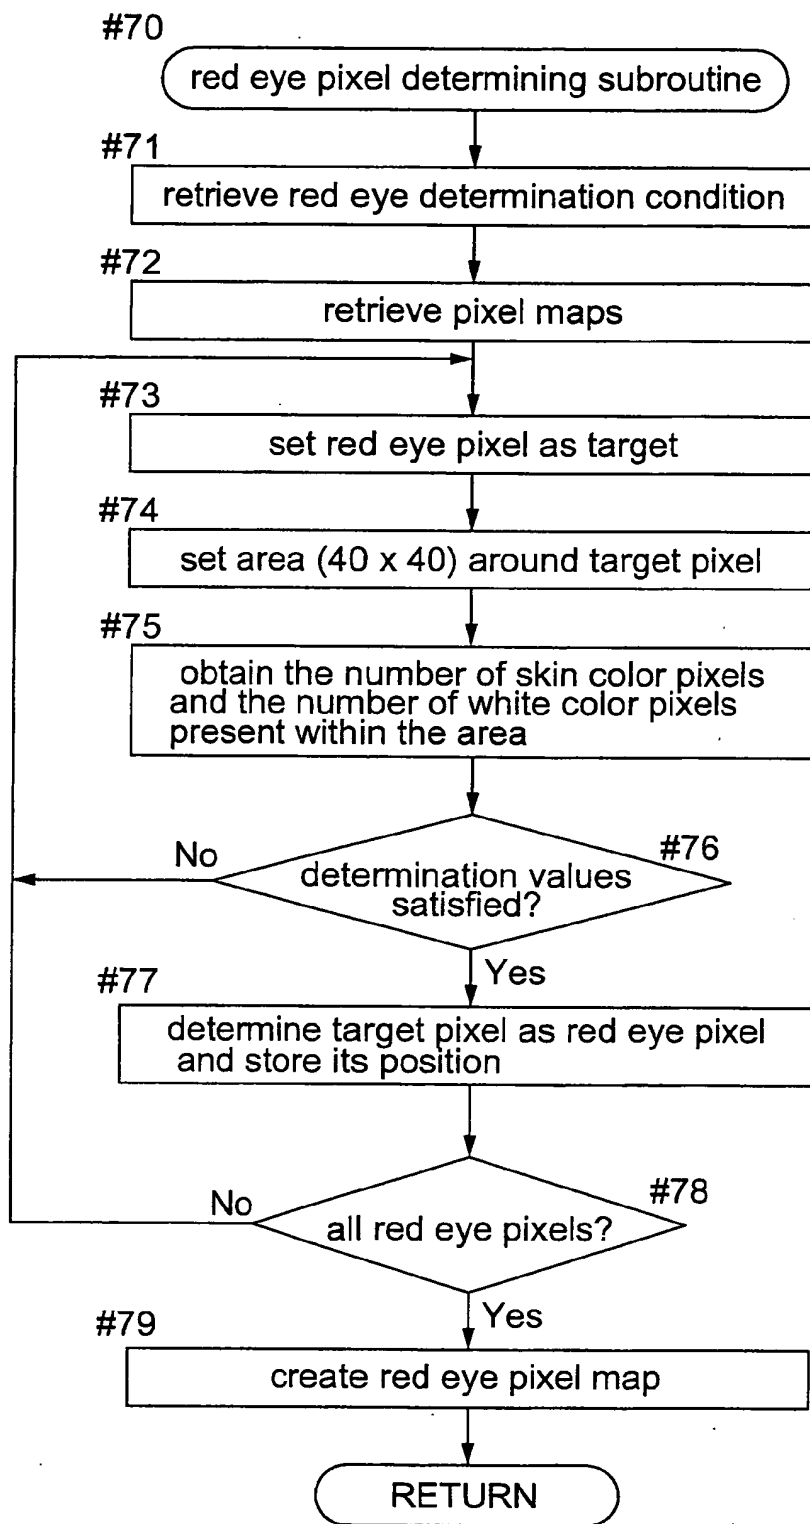 #70
red eye pixel determining subroutine
#71
retrieve red eye determination condition
#72
retrieve pixel maps
#73
set red eye pixel as target
#74
set area (40 x 40) around target pixel
#75
obtain the number of skin color pixels
and the number of white color pixels
present within the area
No
#76
determination values
satisfied?
Yes
#77
determine target pixel as red eye pixel
and store its position
No
#78
all red eye pixels?
Yes
#79
create red eye pixel map
RETURN